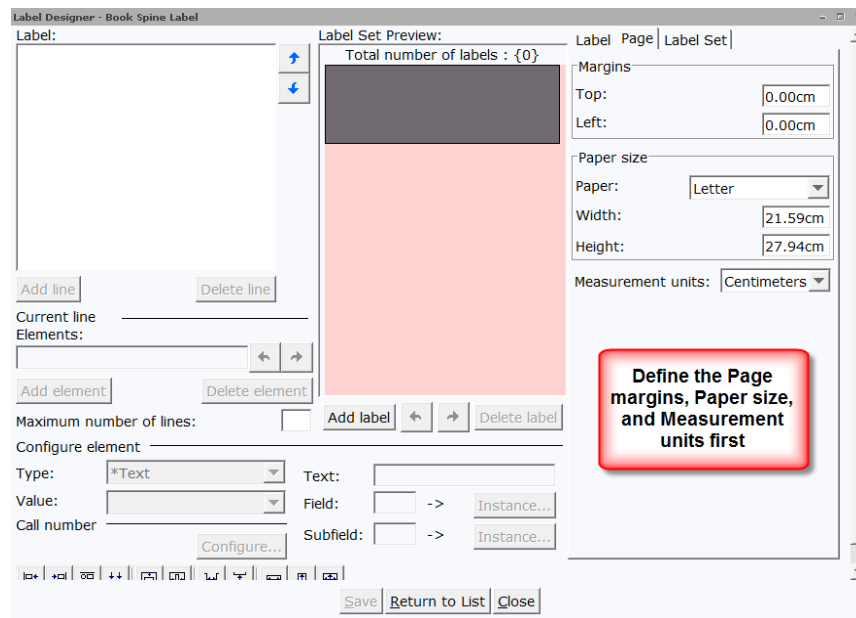 Label Designer - Book Spine Label
Label:
Label Set Preview:
Total number of labels : {0}
Label Page Label Set
Margins
Top: 0.00cm
Left: 0.00cm
Paper size
Paper: Letter
Width: 21.59cm
Height: 27.94cm
Measurement units: Centimeters
Add line Delete line
Current line
Elements:
Add element Delete element
Maximum number of lines:
Add label Delete label
Configure element
Type: *Text
Text:
Value:
Field: -> Instance...
Call number
Configure...
Subfield: -> Instance...
Define the Page
margins, Paper size,
and Measurement
units first
Save Return to List Close